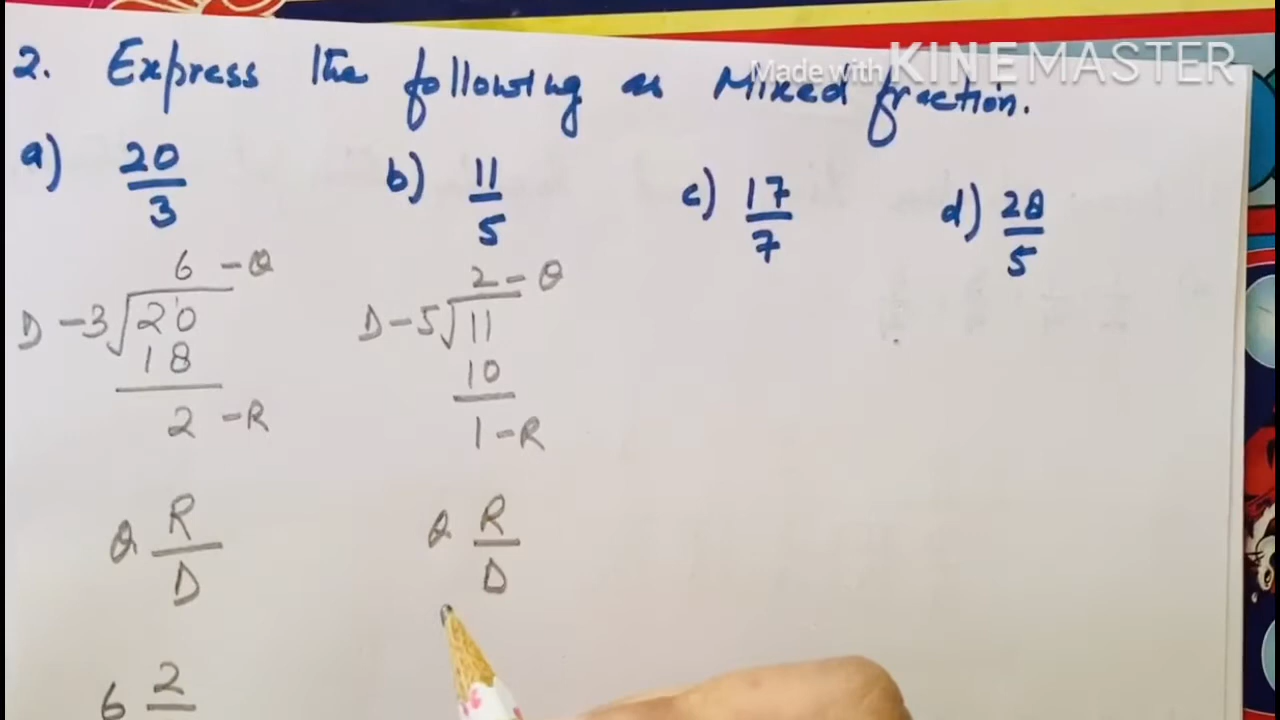 Made with KINEMASTER
2. Express the following as Mixed fraction.
a) 20/3 b) 11/5 c) 17/7 d) 28/5
6 - Q
D - 3 √20
18
2 - R
Q R/D
6 2
2 - Q
D - 5 √11
10
1 - R
Q R/D